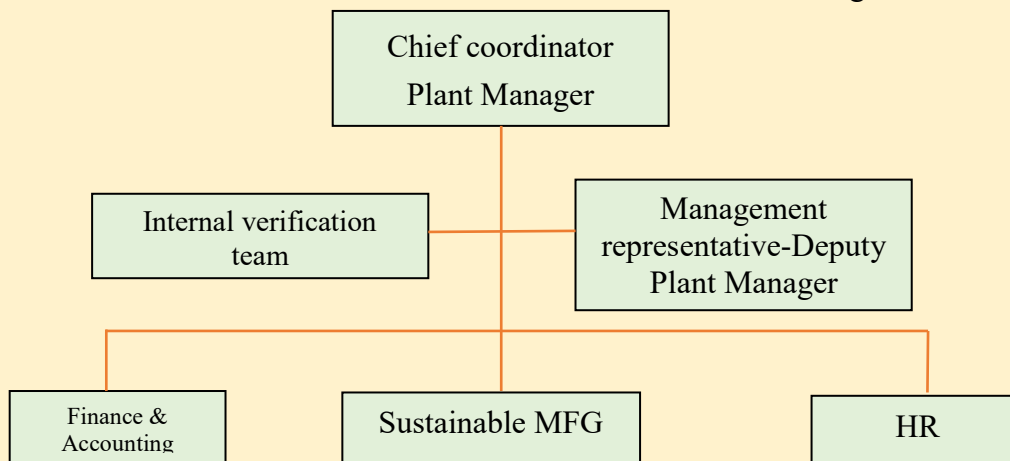 Chief coordinator
Plant Manager
Internal verification
team
Management
representative-Deputy
Plant Manager
Finance &
Accounting
Sustainable MFG
HR